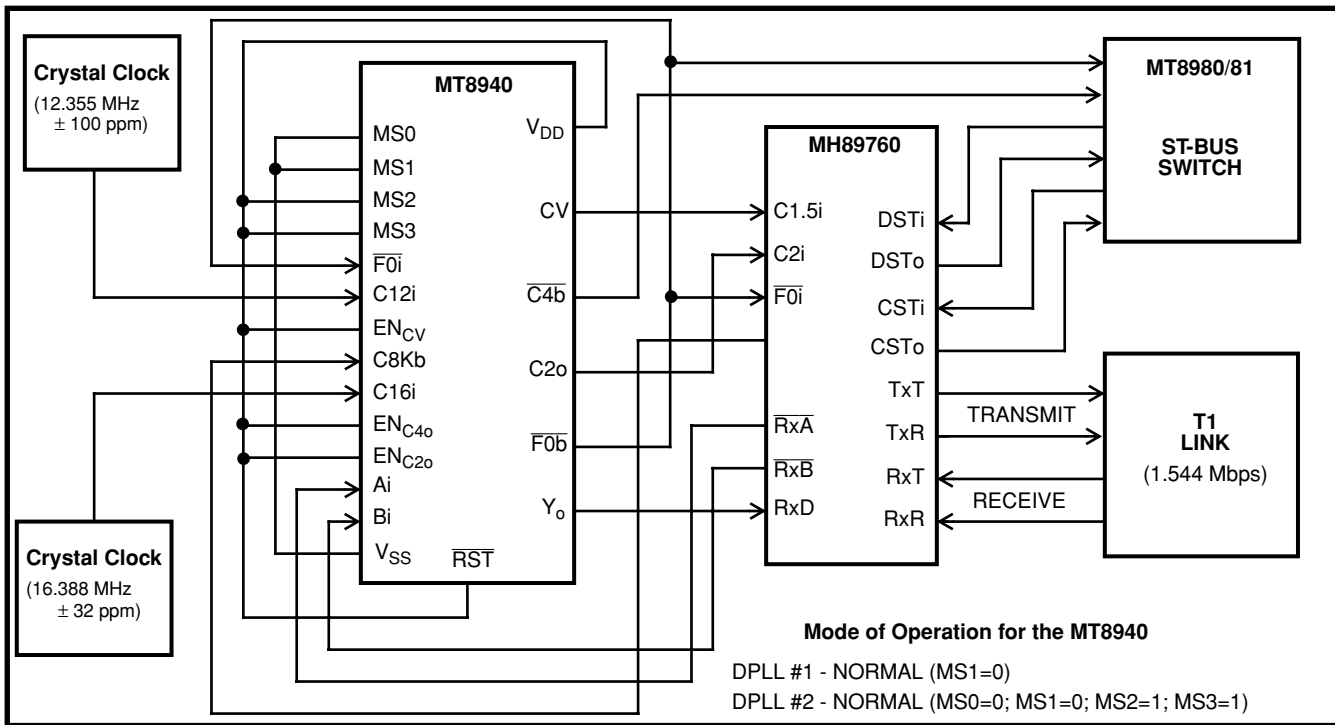 Crystal Clock
(12.355 MHz
± 100 ppm)
Crystal Clock
(16.388 MHz
± 32 ppm)
MT8940
MS0
MS1
MS2
MS3
F0i
C12i
ENCV
C8Kb
C16i
ENC4o
ENC2o
Ai
Bi
VSS
RST
VDD
CV
C4b
C2o
F0b
Yo
MH89760
C1.5i
C2i
F0i
RxA
RxB
RxD
DSTi
DSTo
CSTi
CSTo
TxT
TxR
RxT
RxR
TRANSMIT
RECEIVE
MT8980/81
ST-BUS
SWITCH
T1
LINK
(1.544 Mbps)
Mode of Operation for the MT8940
DPLL #1 - NORMAL (MS1=0)
DPLL #2 - NORMAL (MS0=0; MS1=0; MS2=1; MS3=1)